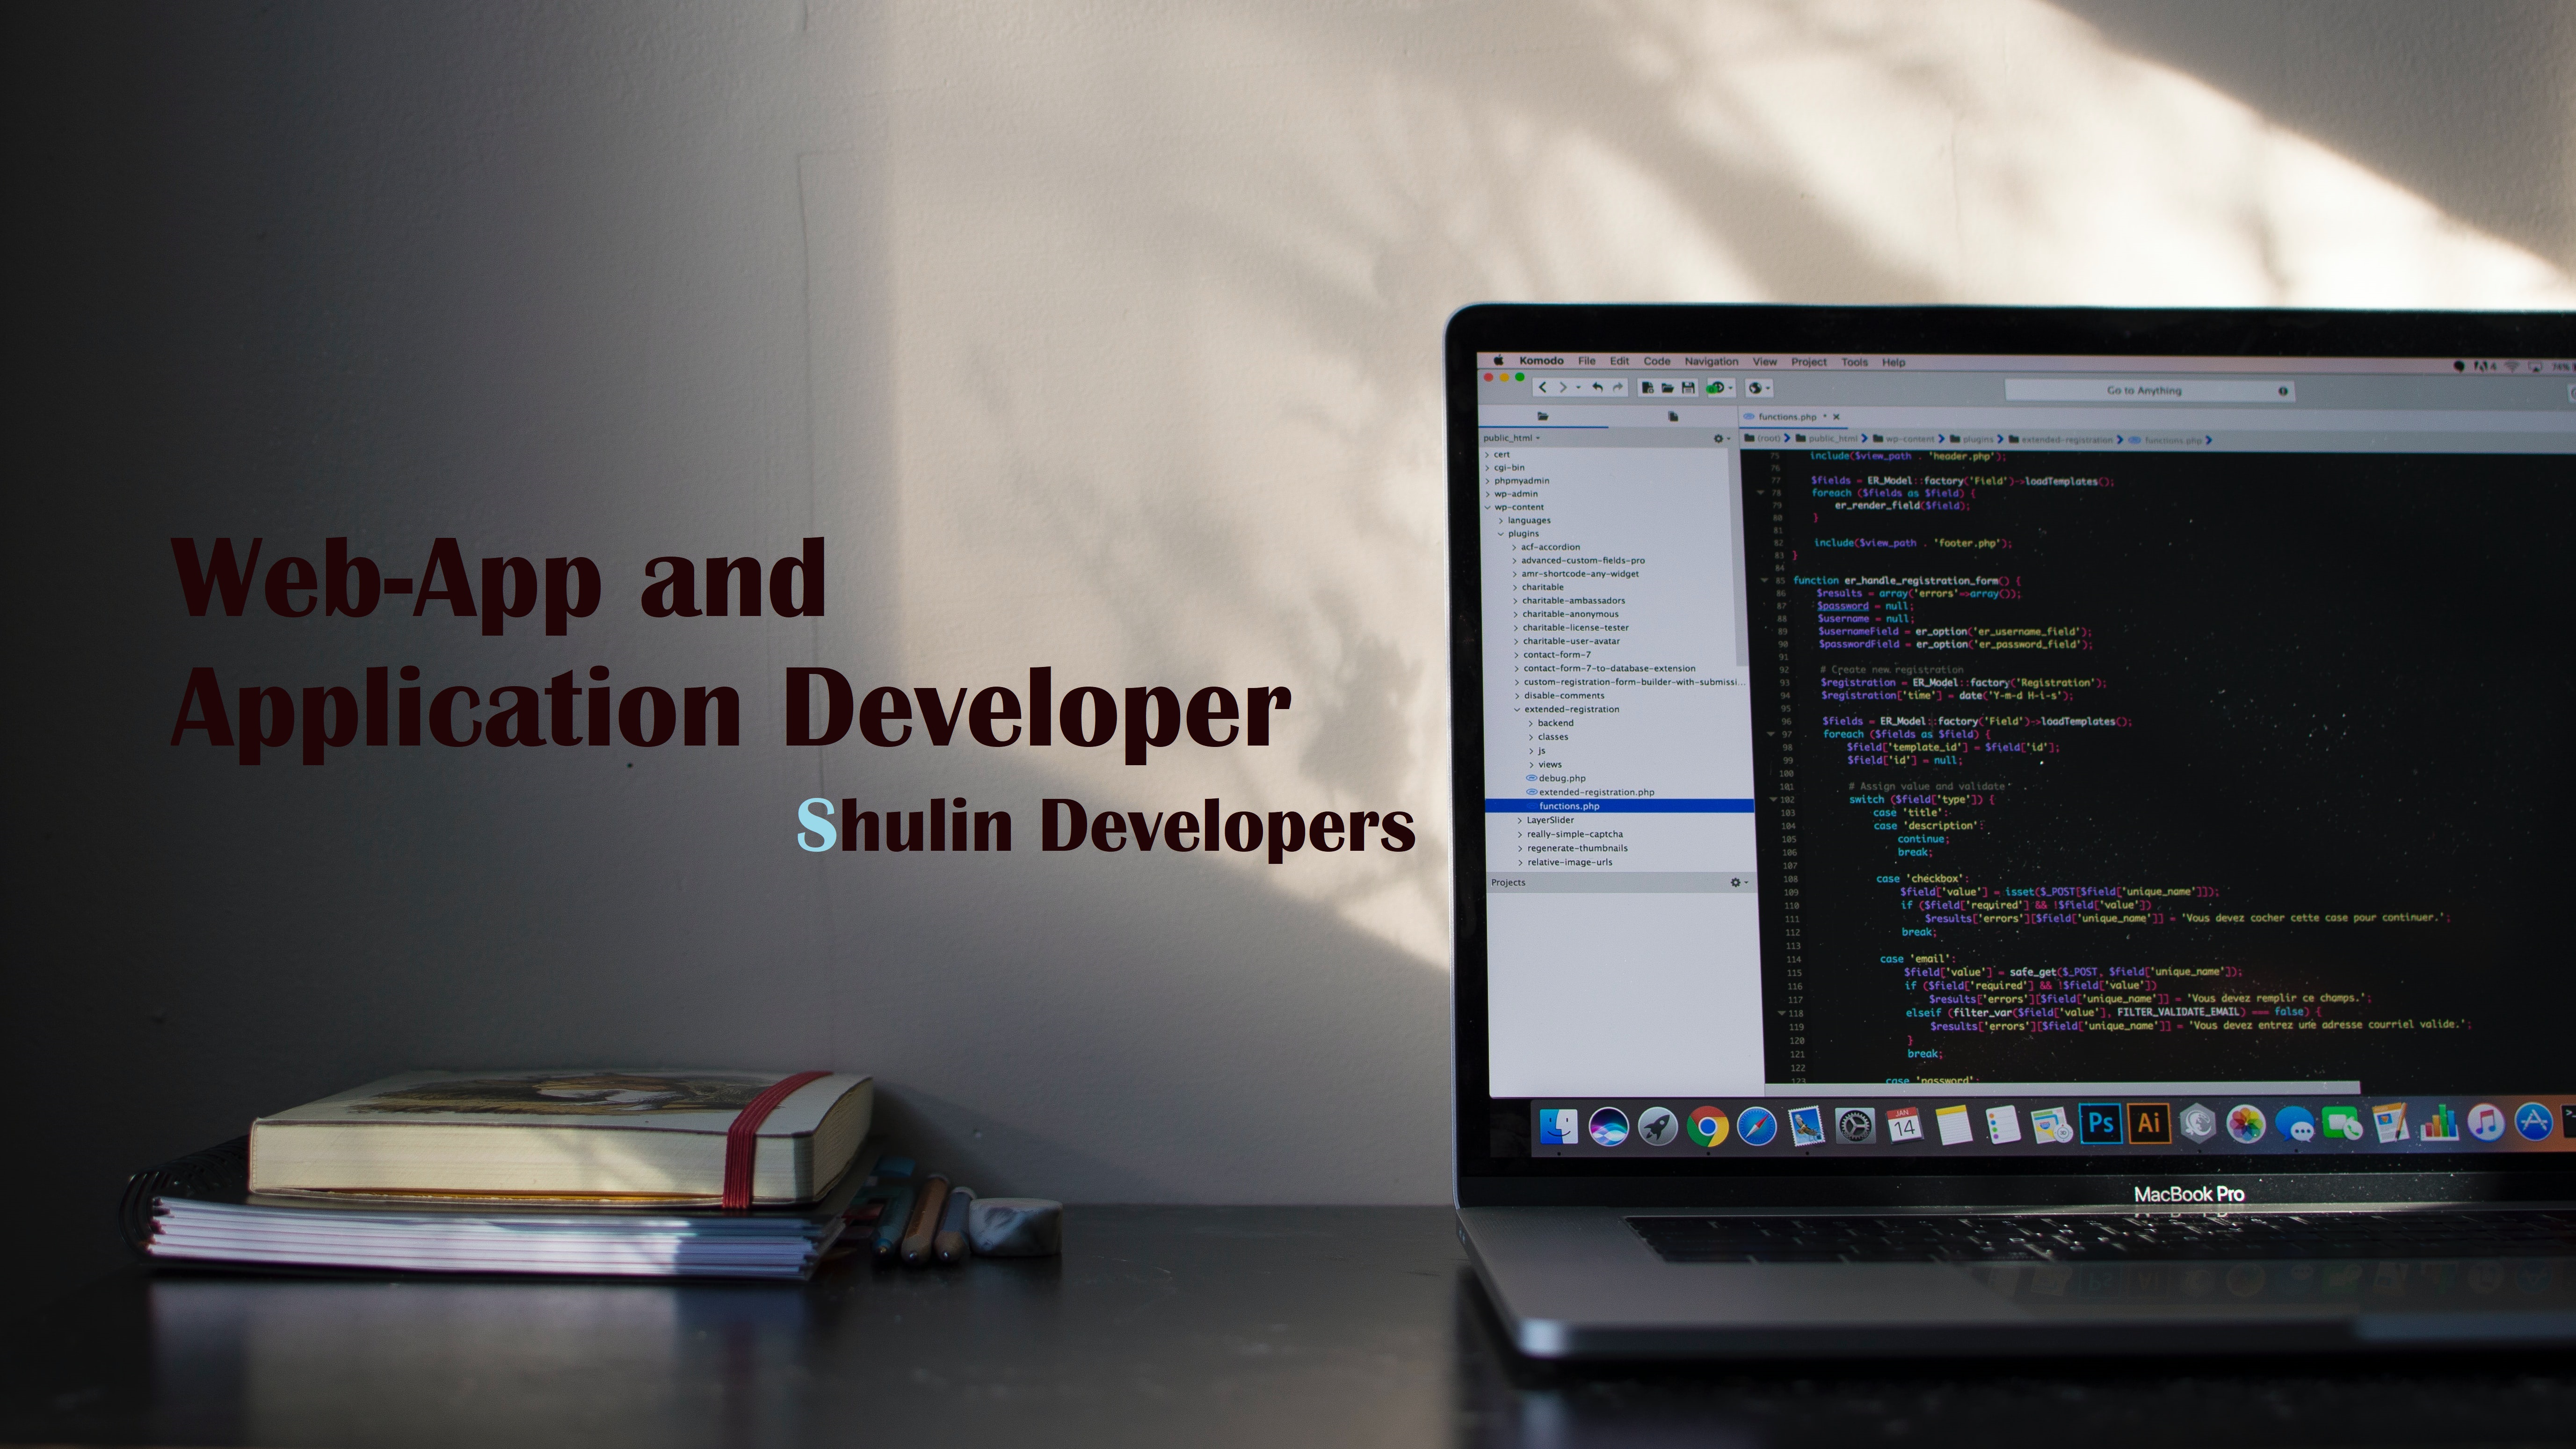 Web-App and
Application Developer
Shulin Developers
Komodo File Edit Code Navigation View Project Tools Help
Go to Anything
functions.php
public_html
(root) public_html wp-content plugins extended-registration functions.php
cert
cgi-bin
phpmyadmin
wp-admin
wp-content
languages
plugins
acf-accordion
advanced-custom-fields-pro
amr-shortcode-any-widget
charitable
charitable-ambassadors
charitable-anonymous
charitable-license-tester
charitable-user-avatar
contact-form-7
contact-form-7-to-database-extension
custom-registration-form-builder-with-submissi...
disable-comments
extended-registration
backend
classes
js
views
debug.php
extended-registration.php
functions.php
LayerSlider
really-simple-captcha
regenerate-thumbnails
relative-image-urls
Projects
75 include($view_path . 'header.php');
76
77 $fields = ER_Model::factory('Field')->loadTemplates();
78 foreach ($fields as $field) {
79 er_render_field($field);
80 }
81
82 include($view_path . 'footer.php');
83 }
84
85 function er_handle_registration_form() {
86 $results = array('errors'=>array());
87 $password = null;
88 $username = null;
89 $usernameField = er_option('er_username_field');
90 $passwordField = er_option('er_password_field');
91
92 # Create new registration
93 $registration = ER_Model::factory('Registration');
94 $registration['time'] = date('Y-m-d H-i-s');
95
96 $fields = ER_Model::factory('Field')->loadTemplates();
97 foreach ($fields as $field) {
98 $field['template_id'] = $field['id'];
99 $field['id'] = null;
100
101 # Assign value and validate
102 switch ($field['type']) {
103 case 'title':
104 case 'description':
105 continue;
106 break;
107
108 case 'checkbox':
109 $field['value'] = isset($_POST[$field['unique_name']]);
110 if ($field['required'] && !$field['value'])
111 $results['errors'][$field['unique_name']] = 'Vous devez cocher cette case pour continuer.';
112 break;
113
114 case 'email':
115 $field['value'] = safe_get($_POST, $field['unique_name']);
116 if ($field['required'] && !$field['value'])
117 $results['errors'][$field['unique_name']] = 'Vous devez remplir ce champs.';
118 elseif (filter_var($field['value'], FILTER_VALIDATE_EMAIL) === false) {
119 $results['errors'][$field['unique_name']] = 'Vous devez entrez une adresse courriel valide.';
120 }
121 break;
122
123 case 'password':
JAN
14
Ps
Ai
MacBook Pro